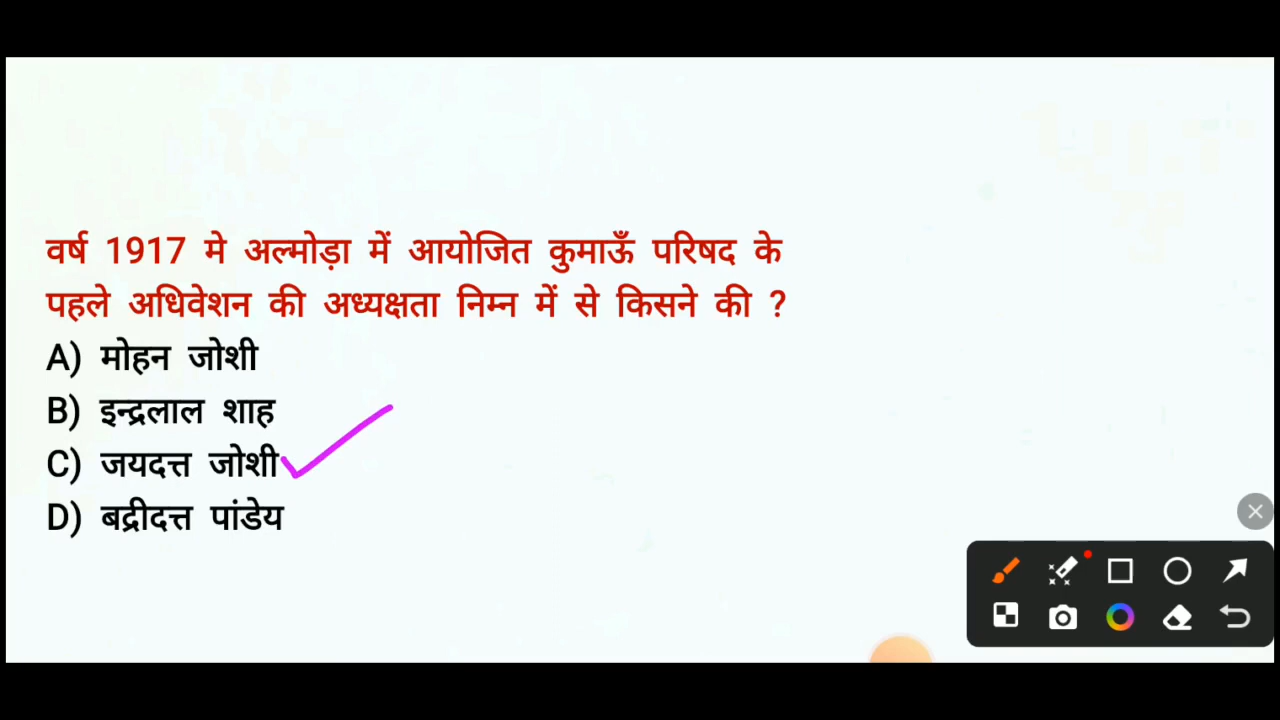 वर्ष 1917 मे अल्मोड़ा में आयोजित कुमाऊँ परिषद के
पहले अधिवेशन की अध्यक्षता निम्न में से किसने की ?
A) मोहन जोशी
B) इन्द्रलाल शाह
C) जयदत्त जोशी
D) बद्रीदत्त पांडेय